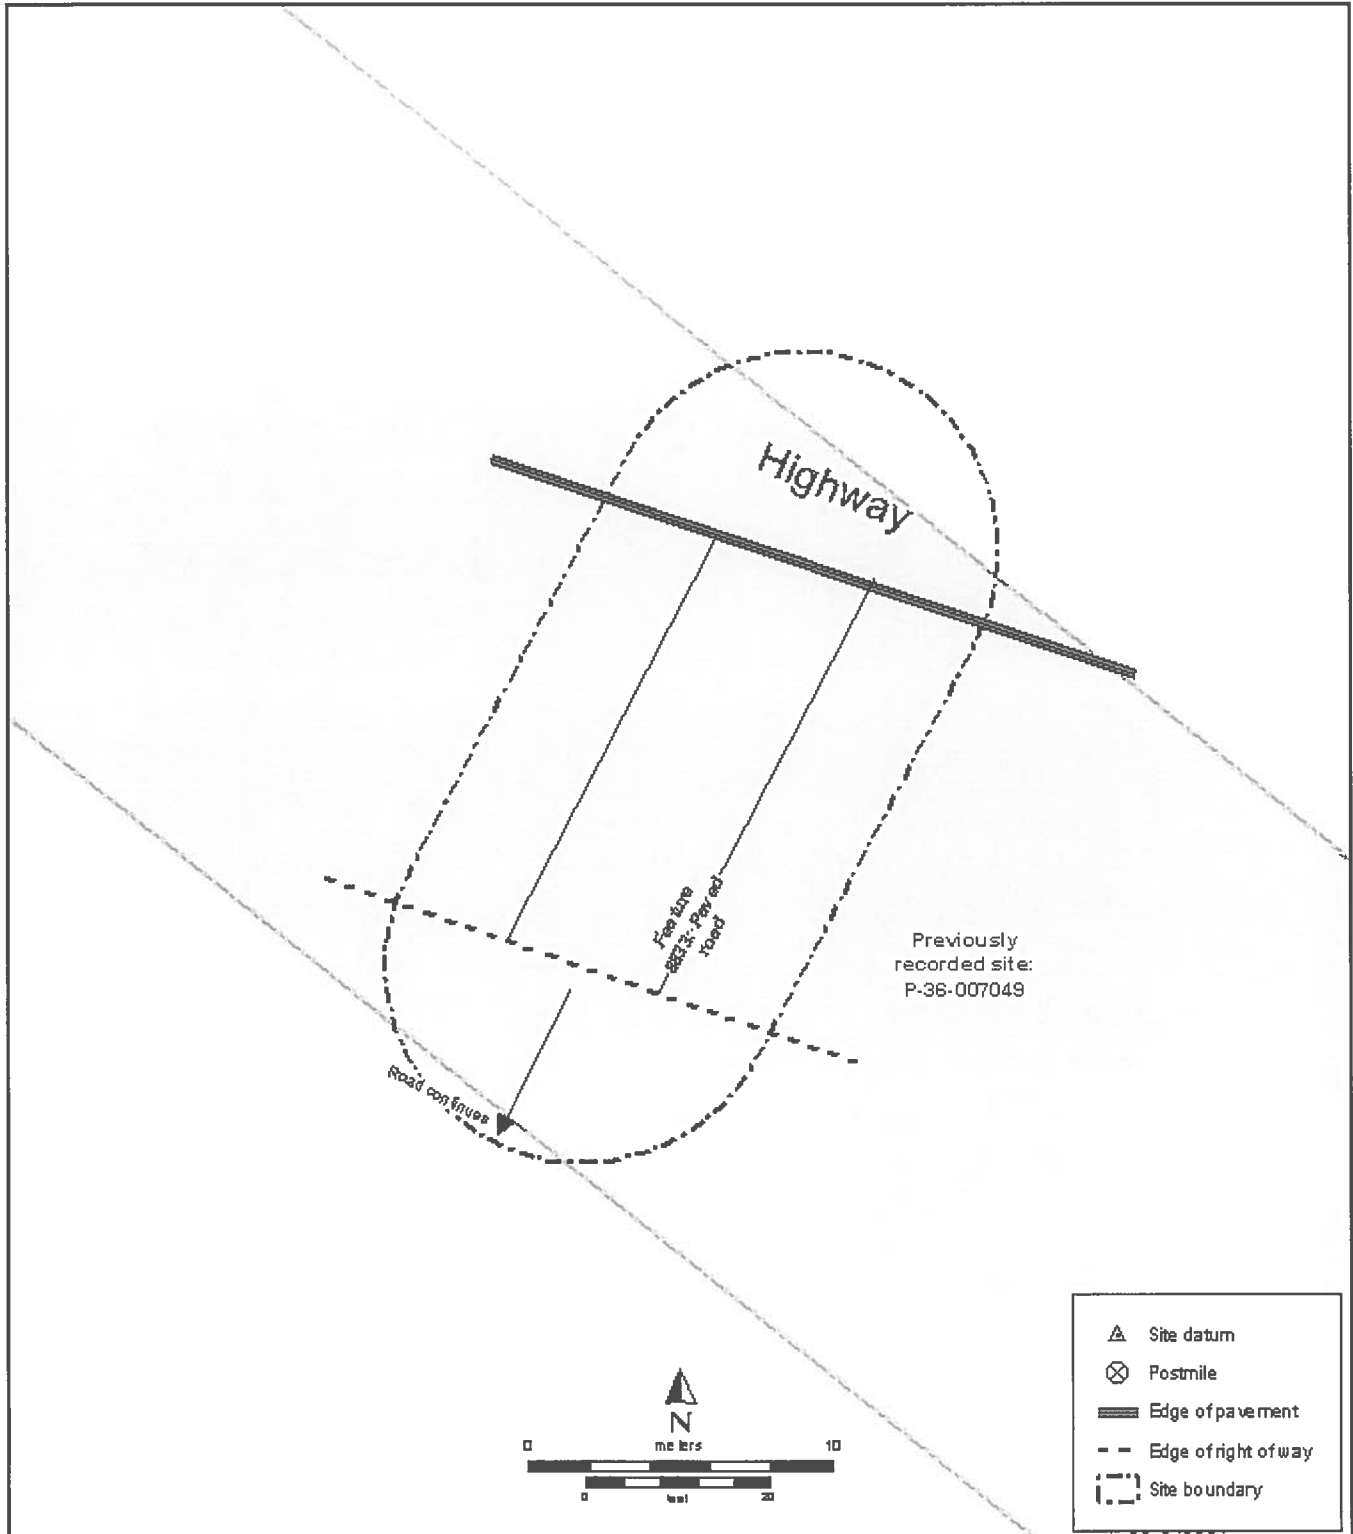 Highway
Feature
8833: Paved
road
Previously
recorded site:
P-36-007049
Road continues
N
0 meters 10
0 feet 20
Site datum
Postmile
Edge of pavement
Edge of right of way
Site boundary